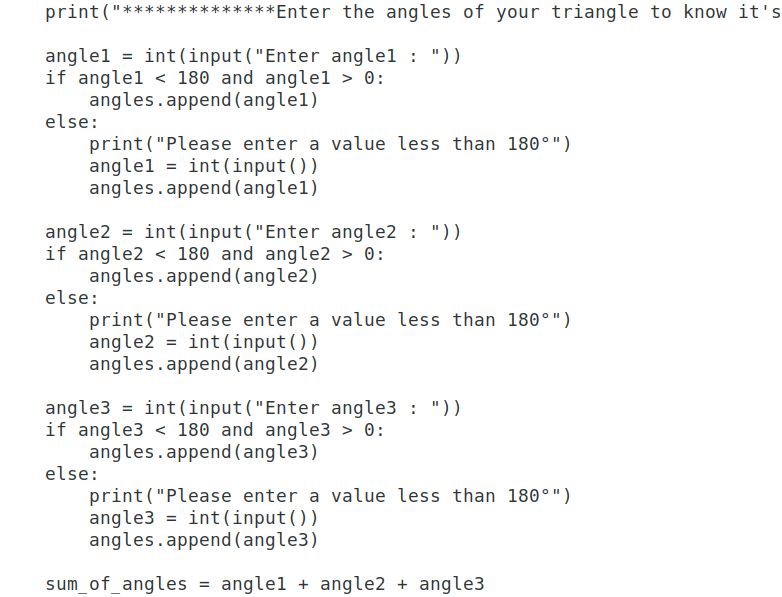 print("**************Enter the angles of your triangle to know it's
angle1 = int(input("Enter angle1 : "))
if angle1 < 180 and angle1 > 0:
    angles.append(angle1)
else:
    print("Please enter a value less than 180°")
    angle1 = int(input())
    angles.append(angle1)
angle2 = int(input("Enter angle2 : "))
if angle2 < 180 and angle2 > 0:
    angles.append(angle2)
else:
    print("Please enter a value less than 180°")
    angle2 = int(input())
    angles.append(angle2)
angle3 = int(input("Enter angle3 : "))
if angle3 < 180 and angle3 > 0:
    angles.append(angle3)
else:
    print("Please enter a value less than 180°")
    angle3 = int(input())
    angles.append(angle3)
sum_of_angles = angle1 + angle2 + angle3